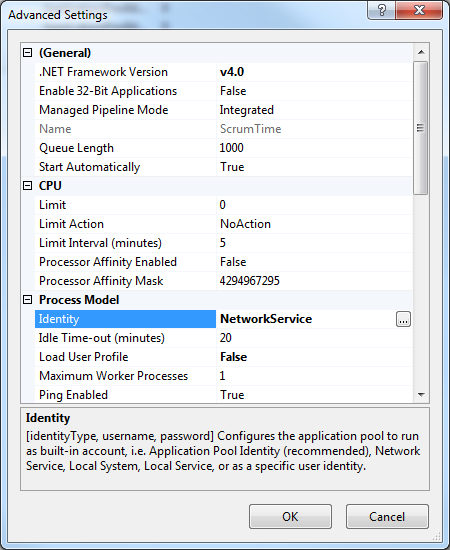 Advanced Settings
(General)
.NET Framework Version v4.0
Enable 32-Bit Applications False
Managed Pipeline Mode Integrated
Name ScrumTime
Queue Length 1000
Start Automatically True
CPU
Limit 0
Limit Action NoAction
Limit Interval (minutes) 5
Processor Affinity Enabled False
Processor Affinity Mask 4294967295
Process Model
Identity NetworkService ...
Idle Time-out (minutes) 20
Load User Profile False
Maximum Worker Processes 1
Ping Enabled True
Identity
[identityType, username, password] Configures the application pool to run
as built-in account, i.e. Application Pool Identity (recommended), Network
Service, Local System, Local Service, or as a specific user identity.
OK Cancel